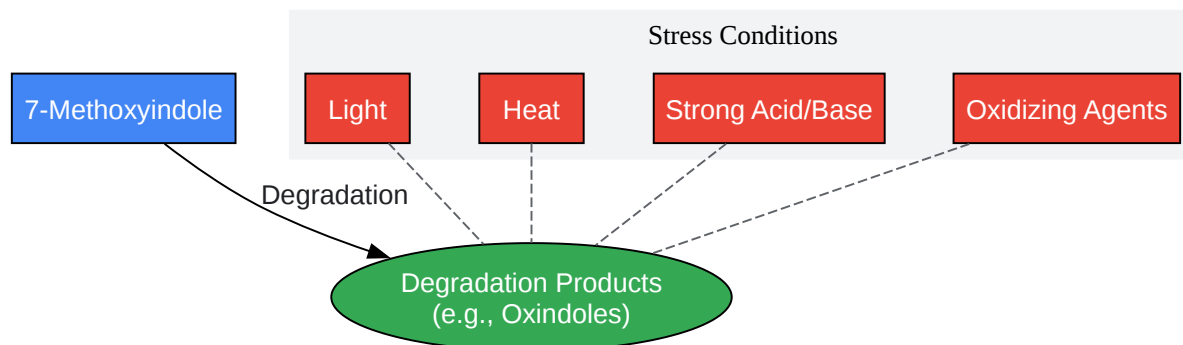 Stress Conditions
7-Methoxyindole
Light
Heat
Strong Acid/Base
Oxidizing Agents
Degradation
Degradation Products
(e.g., Oxindoles)